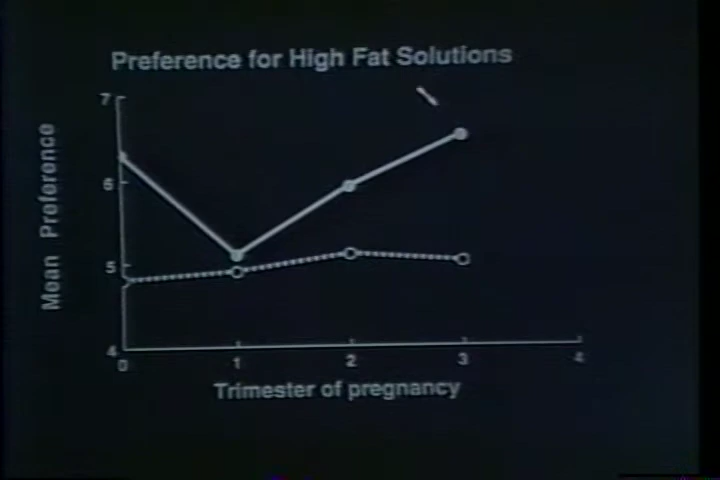 Preference for High Fat Solutions
7
6
5
4
Mean Preference
0 1 2 3 4
Trimester of pregnancy